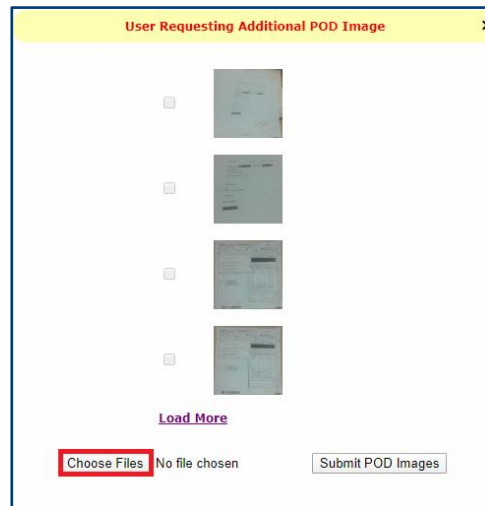 User Requesting Additional POD Image
Load More
Choose Files No file chosen Submit POD Images